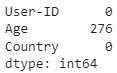 User-ID 0
Age 276
Country 0
dtype: int64